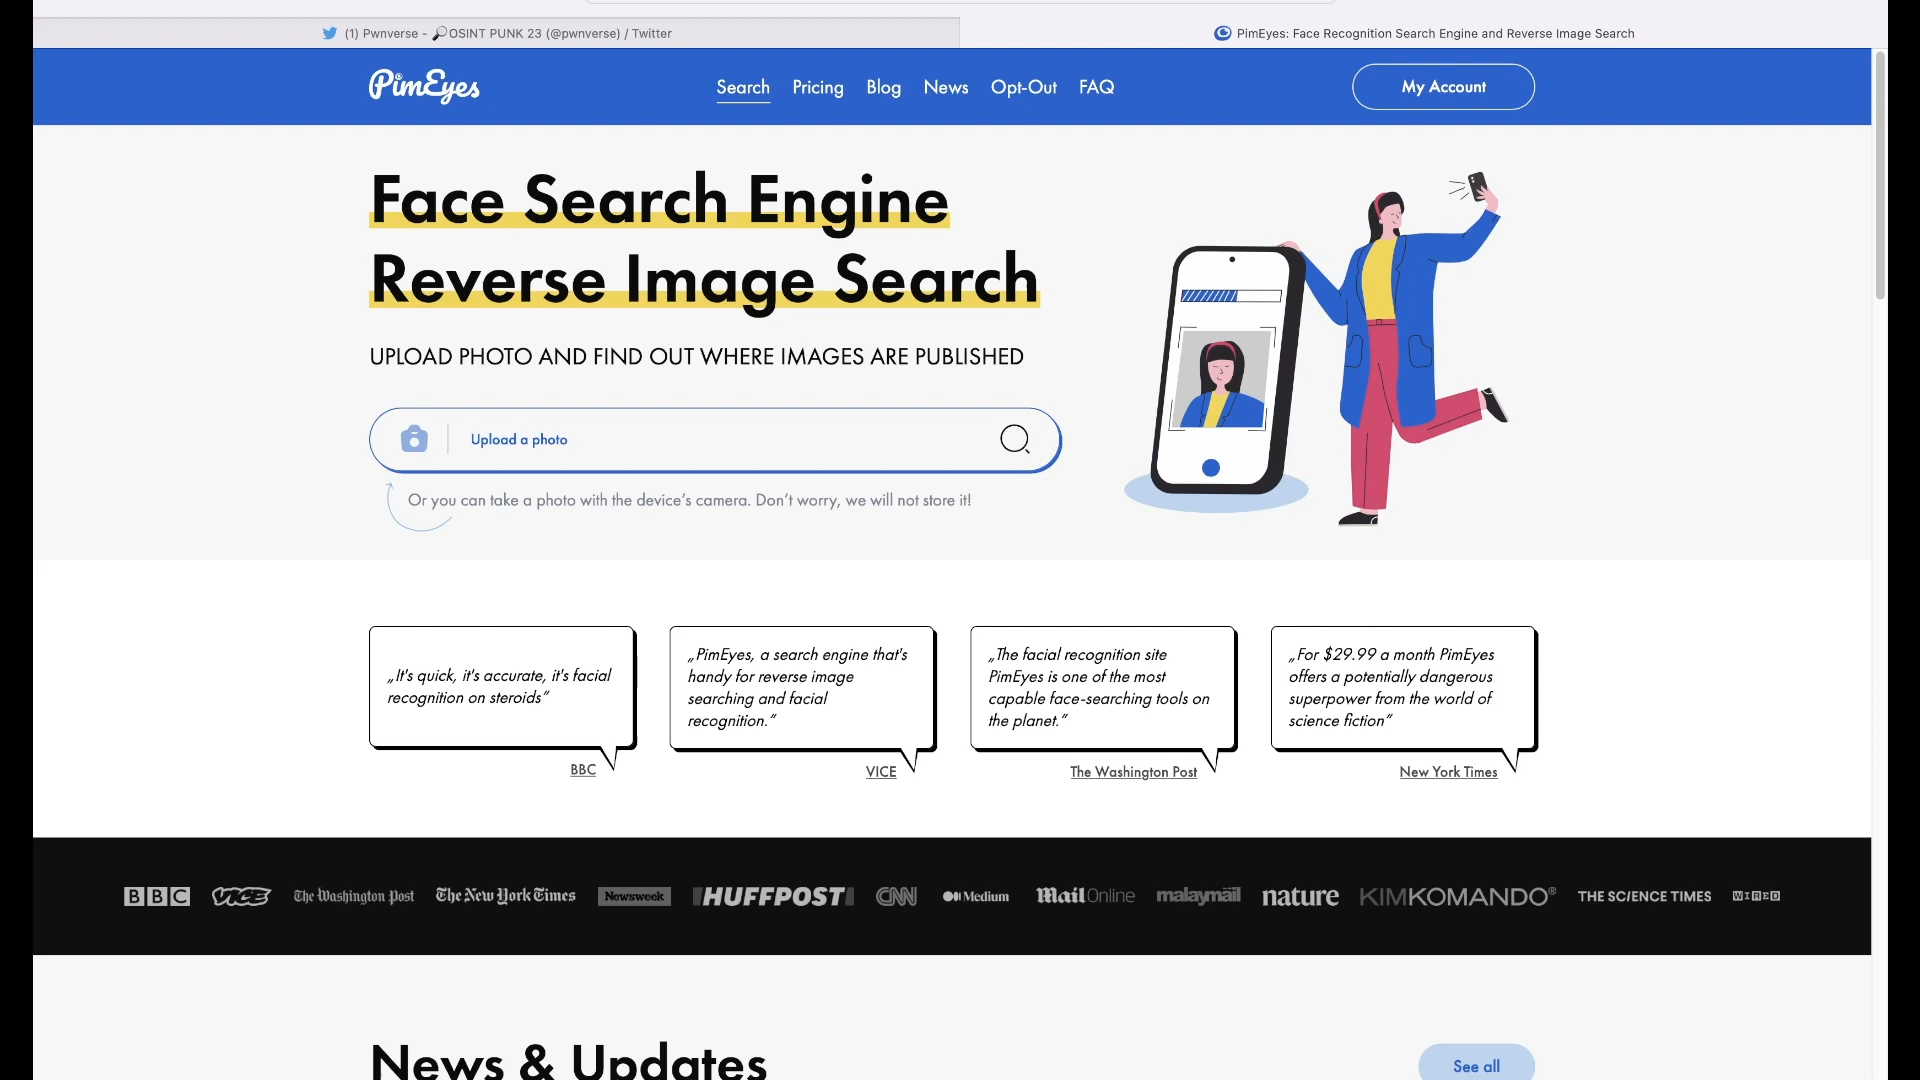 (1) Pwnverse - 🔎OSINT PUNK 23 (@pwnverse) / Twitter
PimEyes: Face Recognition Search Engine and Reverse Image Search
PimEyes
Search Pricing Blog News Opt-Out FAQ
My Account
Face Search Engine
Reverse Image Search
UPLOAD PHOTO AND FIND OUT WHERE IMAGES ARE PUBLISHED
Upload a photo
Or you can take a photo with the device's camera. Don't worry, we will not store it!
„It's quick, it's accurate, it's facial
recognition on steroids”
BBC
„PimEyes, a search engine that's
handy for reverse image
searching and facial
recognition.”
VICE
„The facial recognition site
PimEyes is one of the most
capable face-searching tools on
the planet.”
The Washington Post
„For $29.99 a month PimEyes
offers a potentially dangerous
superpower from the world of
science fiction”
New York Times
BBC VICE The Washington Post The New York Times Newsweek HUFFPOST CNN Medium Mail Online malaymail nature KIMKOMANDO® THE SCIENCE TIMES WIRED
News & Updates
See all